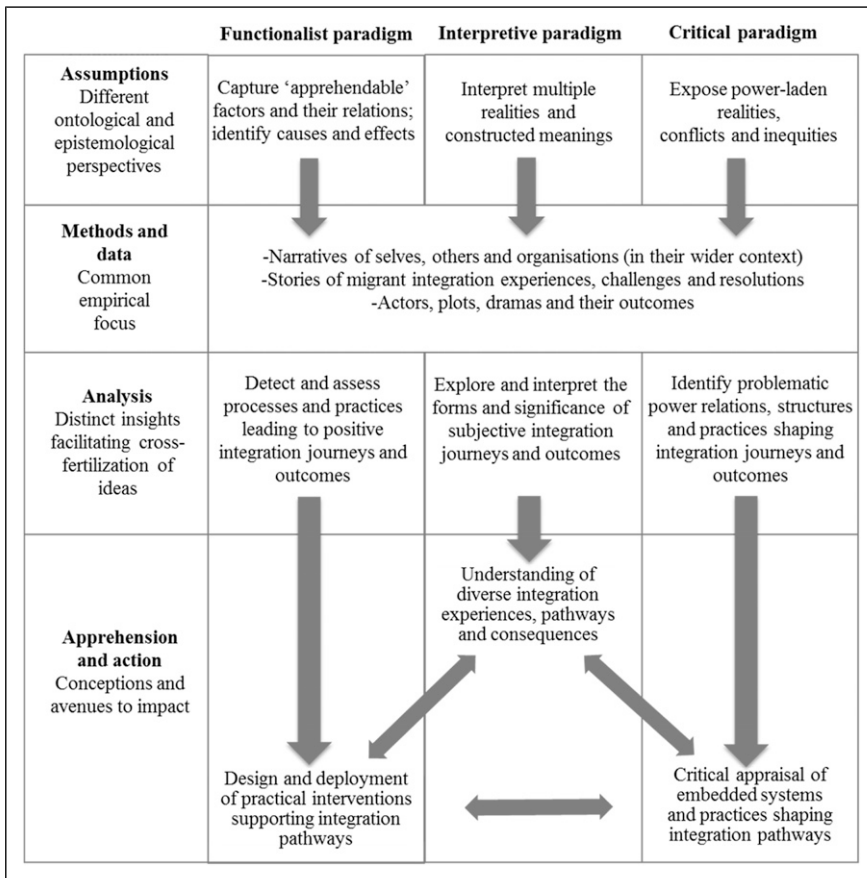 Functionalist paradigm
Interpretive paradigm
Critical paradigm
Assumptions
Different
ontological and
epistemological
perspectives
Capture ‘apprehendable’
factors and their relations;
identify causes and effects
Interpret multiple
realities and
constructed meanings
Expose power-laden
realities,
conflicts and inequities
Methods and
data
Common
empirical
focus
-Narratives of selves, others and organisations (in their wider context)
-Stories of migrant integration experiences, challenges and resolutions
-Actors, plots, dramas and their outcomes
Analysis
Distinct insights
facilitating cross-
fertilization of
ideas
Detect and assess
processes and practices
leading to positive
integration journeys and
outcomes
Explore and interpret the
forms and significance of
subjective integration
journeys and outcomes
Identify problematic
power relations, structures
and practices shaping
integration journeys and
outcomes
Apprehension
and action
Conceptions and
avenues to impact
Understanding of
diverse integration
experiences, pathways
and consequences
Design and deployment
of practical interventions
supporting integration
pathways
Critical appraisal of
embedded systems
and practices shaping
integration pathways